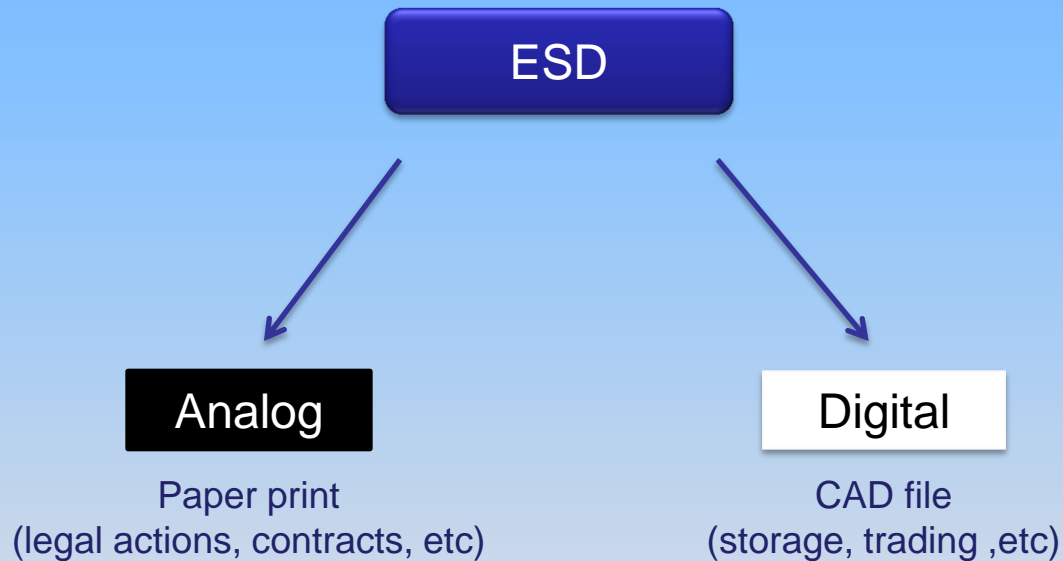 ESD
Analog
Digital
Paper print
(legal actions, contracts, etc)
CAD file
(storage, trading ,etc)